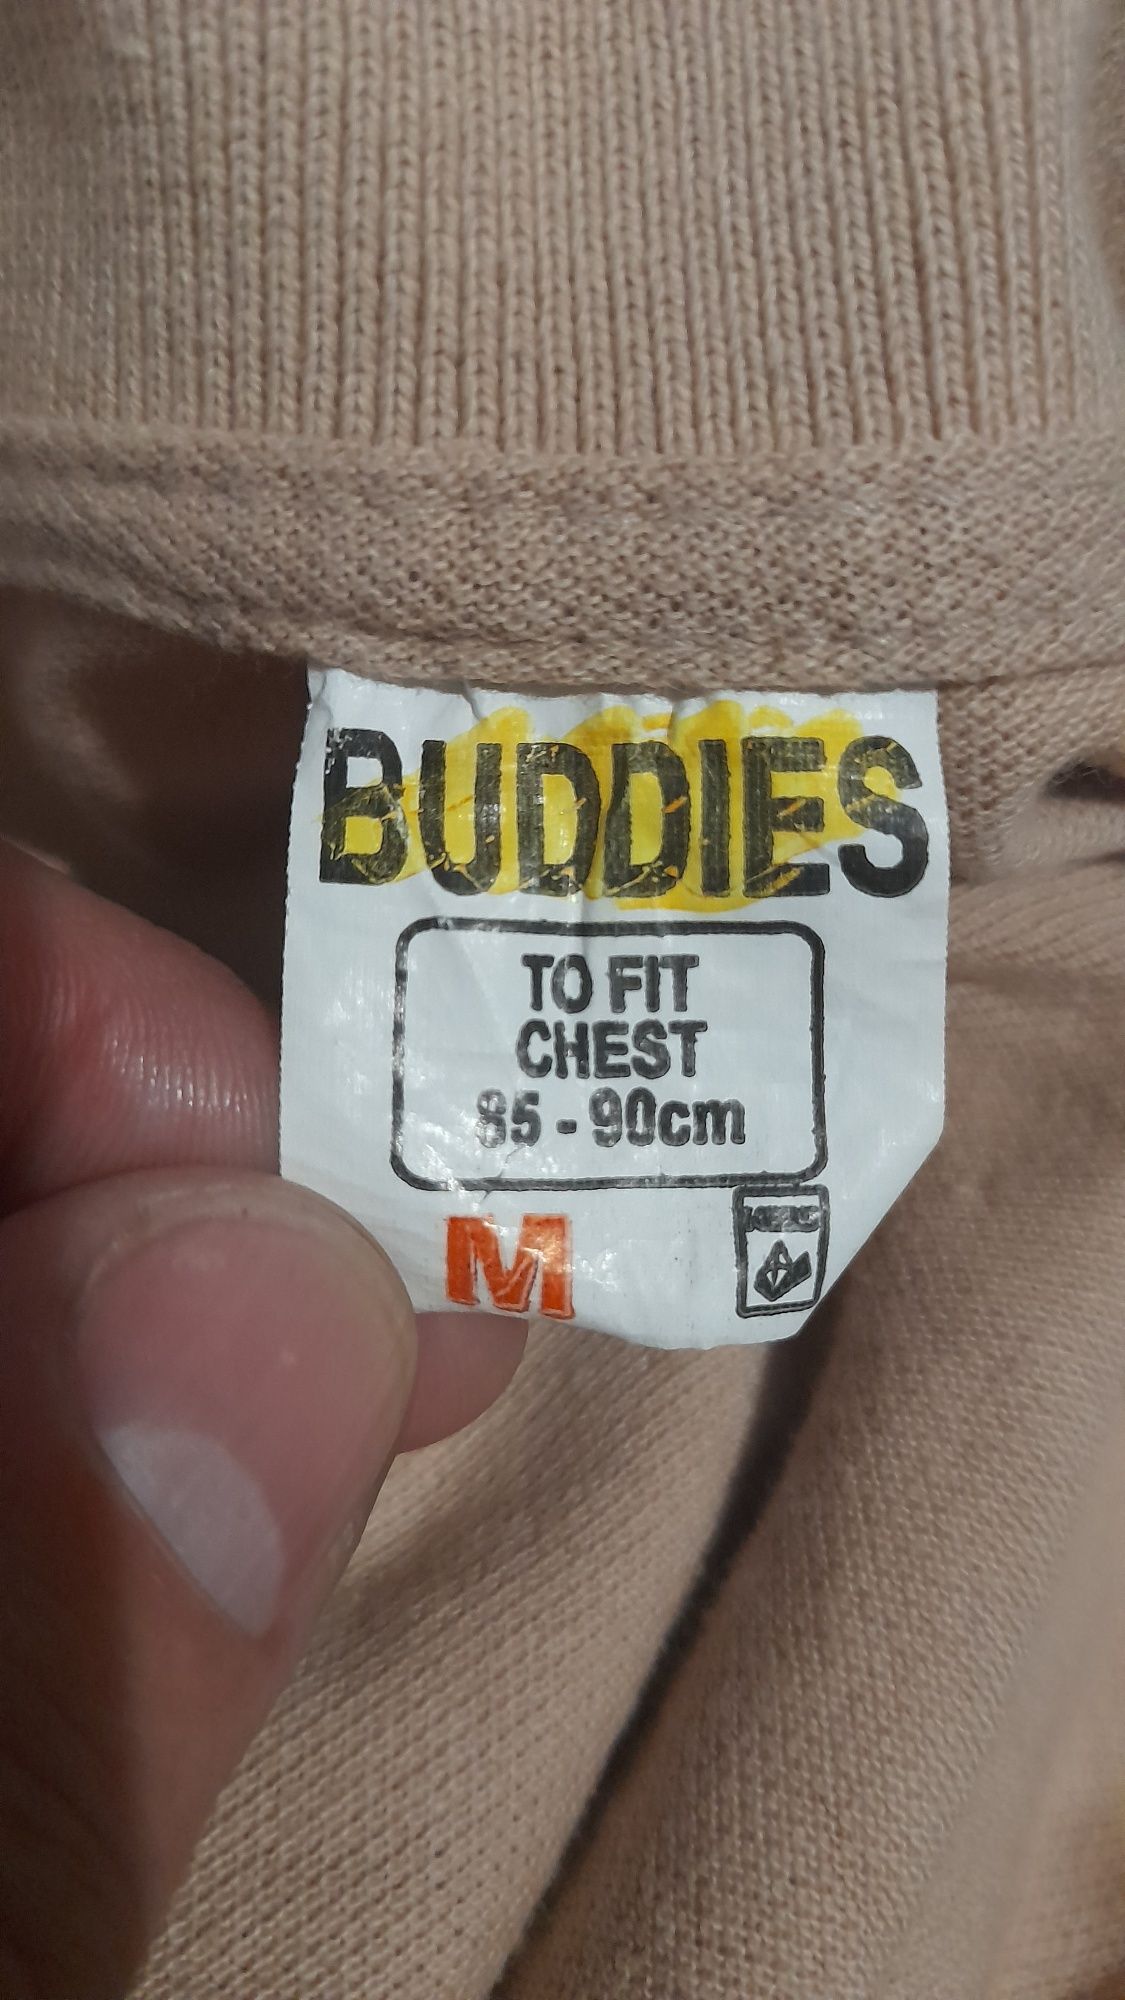 BUDDIES
TO FIT
CHEST
85 - 90cm
M